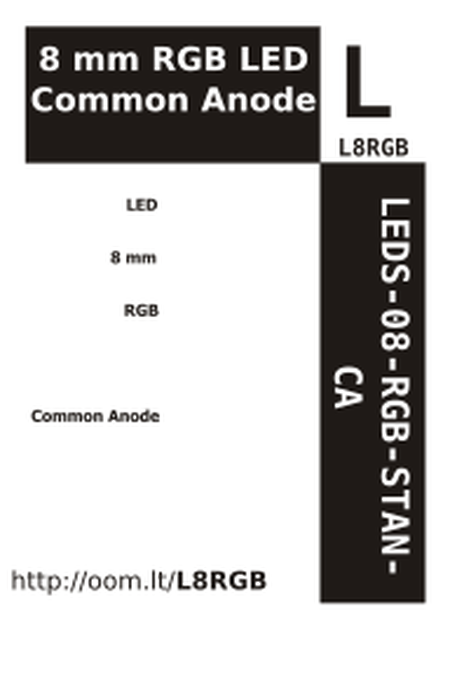 8 mm RGB LED
Common Anode
L
L8RGB
LED
8 mm
RGB
Common Anode
LEDS-08-RGB-STAN-
CA
http://oom.lt/L8RGB